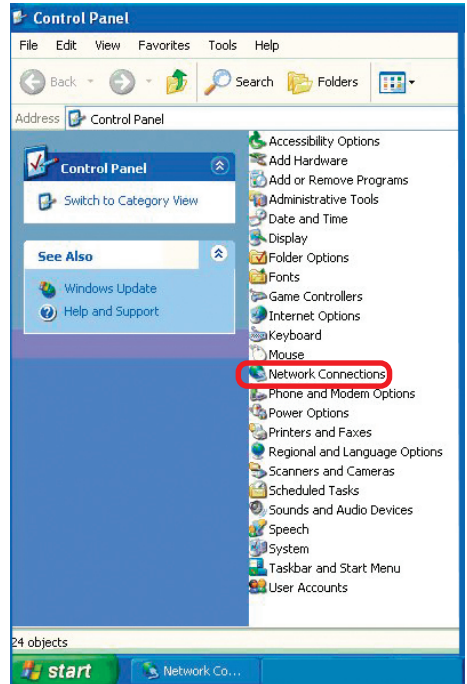 Control Panel
File Edit View Favorites Tools Help
Back Search Folders
Address Control Panel
Control Panel
Switch to Category View
See Also
Windows Update
Help and Support
Accessibility Options
Add Hardware
Add or Remove Programs
Administrative Tools
Date and Time
Display
Folder Options
Fonts
Game Controllers
Internet Options
Keyboard
Mouse
Network Connections
Phone and Modem Options
Power Options
Printers and Faxes
Regional and Language Options
Scanners and Cameras
Scheduled Tasks
Sounds and Audio Devices
Speech
System
Taskbar and Start Menu
User Accounts
24 objects
start Network Co...